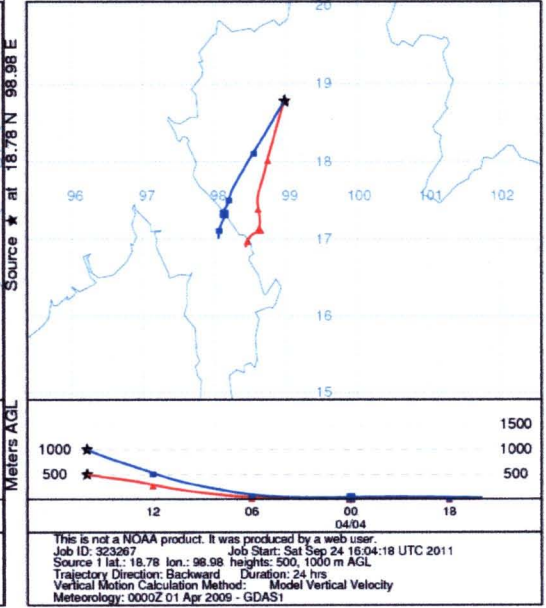 20
19
18
96 97 98 99 100 101 102
17
16
15
Source ★ at 18.78 N 98.98 E
Meters AGL
1500
1000 1000
500 500
12 06 00 18
04/04
This is not a NOAA product. It was produced by a web user.
Job ID: 323267 Job Start: Sat Sep 24 16:04:18 UTC 2011
Source 1 lat.: 18.78 lon.: 98.98 heights: 500, 1000 m AGL
Trajectory Direction: Backward Duration: 24 hrs
Vertical Motion Calculation Method: Model Vertical Velocity
Meteorology: 0000Z 01 Apr 2009 - GDAS1